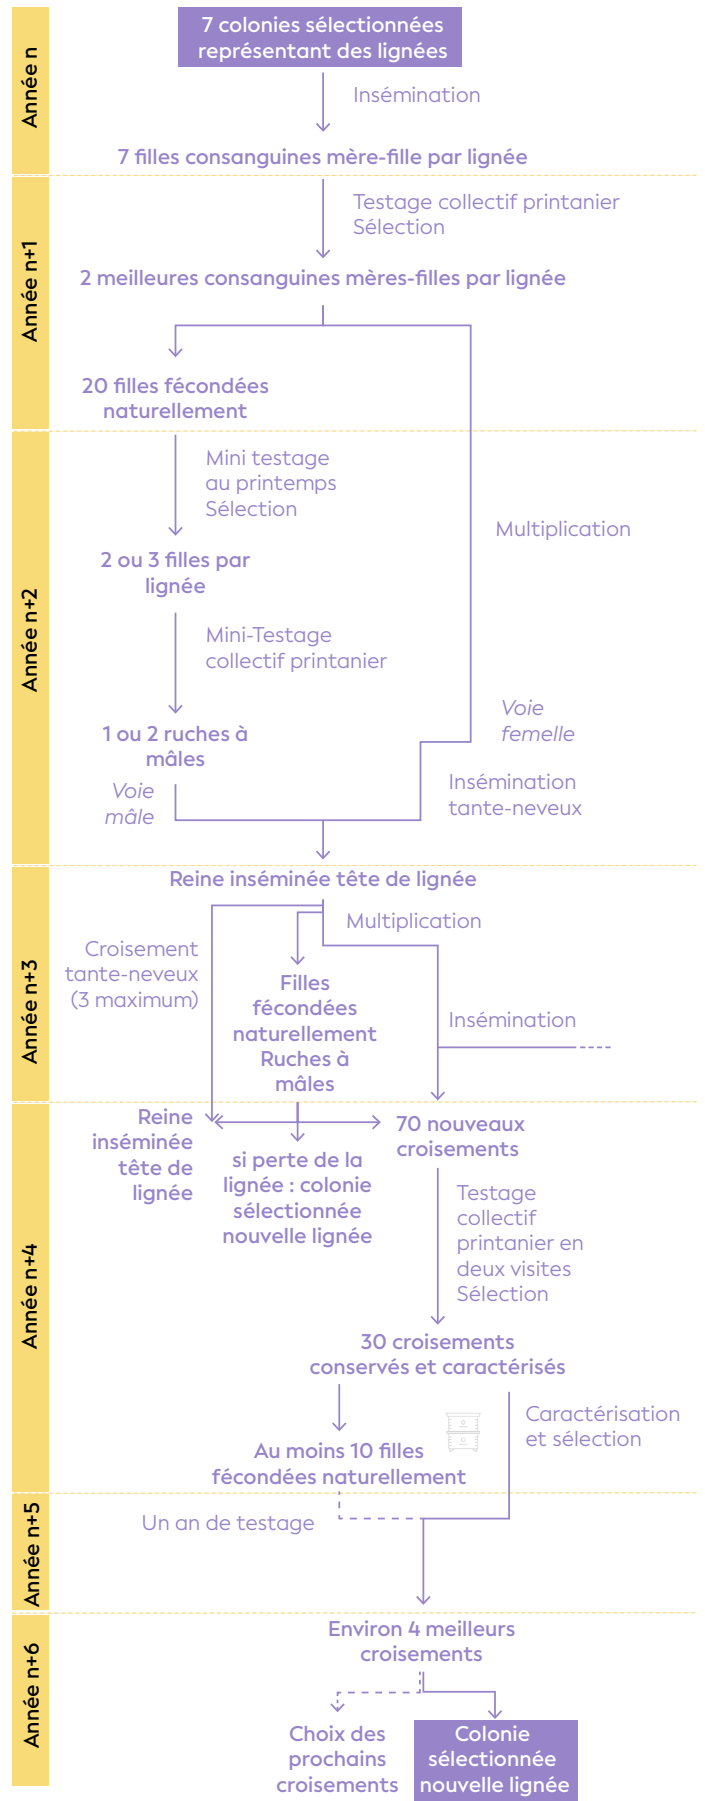 Année n
7 colonies sélectionnées
représentant des lignées
Insémination
7 filles consanguines mère-fille par lignée
Année n+1
Testage collectif printanier
Sélection
2 meilleures consanguines mères-filles par lignée
20 filles fécondées
naturellement
Année n+2
Mini testage
au printemps
Sélection
Multiplication
2 ou 3 filles par
lignée
Mini-Testage
collectif printanier
Voie
femelle
1 ou 2 ruches à
mâles
Voie
mâle
Insémination
tante-neveux
Année n+3
Reine inséminée tête de lignée
Multiplication
Croisement
tante-neveux
(3 maximum)
Filles
fécondées
naturellement
Ruches à
mâles
Insémination
Année n+4
Reine
inséminée
tête de
lignée
si perte de la
lignée : colonie
sélectionnée
nouvelle lignée
70 nouveaux
croisements
Testage
collectif
printanier en
deux visites
Sélection
30 croisements
conservés et caractérisés
Caractérisation
et sélection
Au moins 10 filles
fécondées naturellement
Année n+5
Un an de testage
Année n+6
Environ 4 meilleurs
croisements
Choix des
prochains
croisements
Colonie
sélectionnée
nouvelle lignée